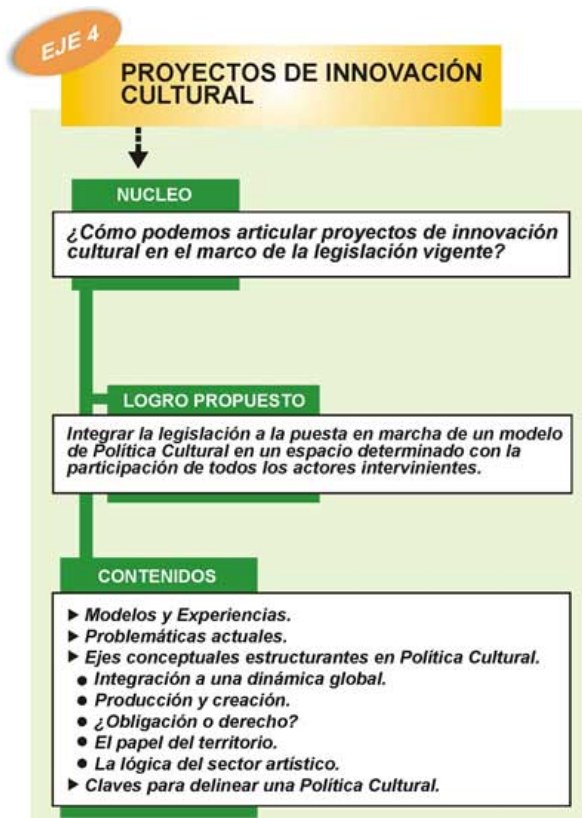 EJE 4
PROYECTOS DE INNOVACIÓN
CULTURAL
NUCLEO
¿Cómo podemos articular proyectos de innovación
cultural en el marco de la legislación vigente?
LOGRO PROPUESTO
Integrar la legislación a la puesta en marcha de un modelo
de Política Cultural en un espacio determinado con la
participación de todos los actores intervinientes.
CONTENIDOS
▶ Modelos y Experiencias.
▶ Problemáticas actuales.
▶ Ejes conceptuales estructurantes en Política Cultural.
● Integración a una dinámica global.
● Producción y creación.
● ¿Obligación o derecho?
● El papel del territorio.
● La lógica del sector artístico.
▶ Claves para delinear una Política Cultural.